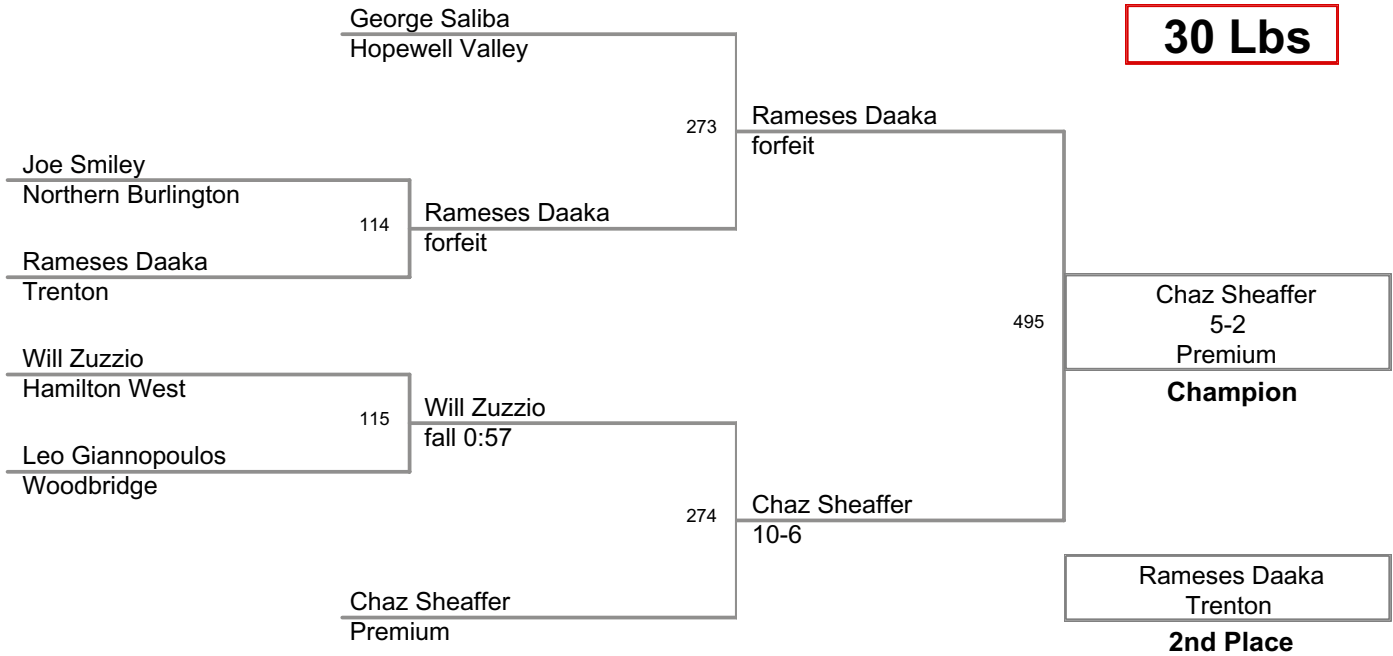 George Saliba
Hopewell Valley
30 Lbs
273
Rameses Daaka
forfeit
Joe Smiley
Northern Burlington
114
Rameses Daaka
forfeit
Rameses Daaka
Trenton
Chaz Sheaffer
5-2
Premium
Champion
495
Will Zuzzio
Hamilton West
115
Will Zuzzio
fall 0:57
Leo Giannopoulos
Woodbridge
274
Chaz Sheaffer
10-6
Chaz Sheaffer
Premium
Rameses Daaka
Trenton
2nd Place